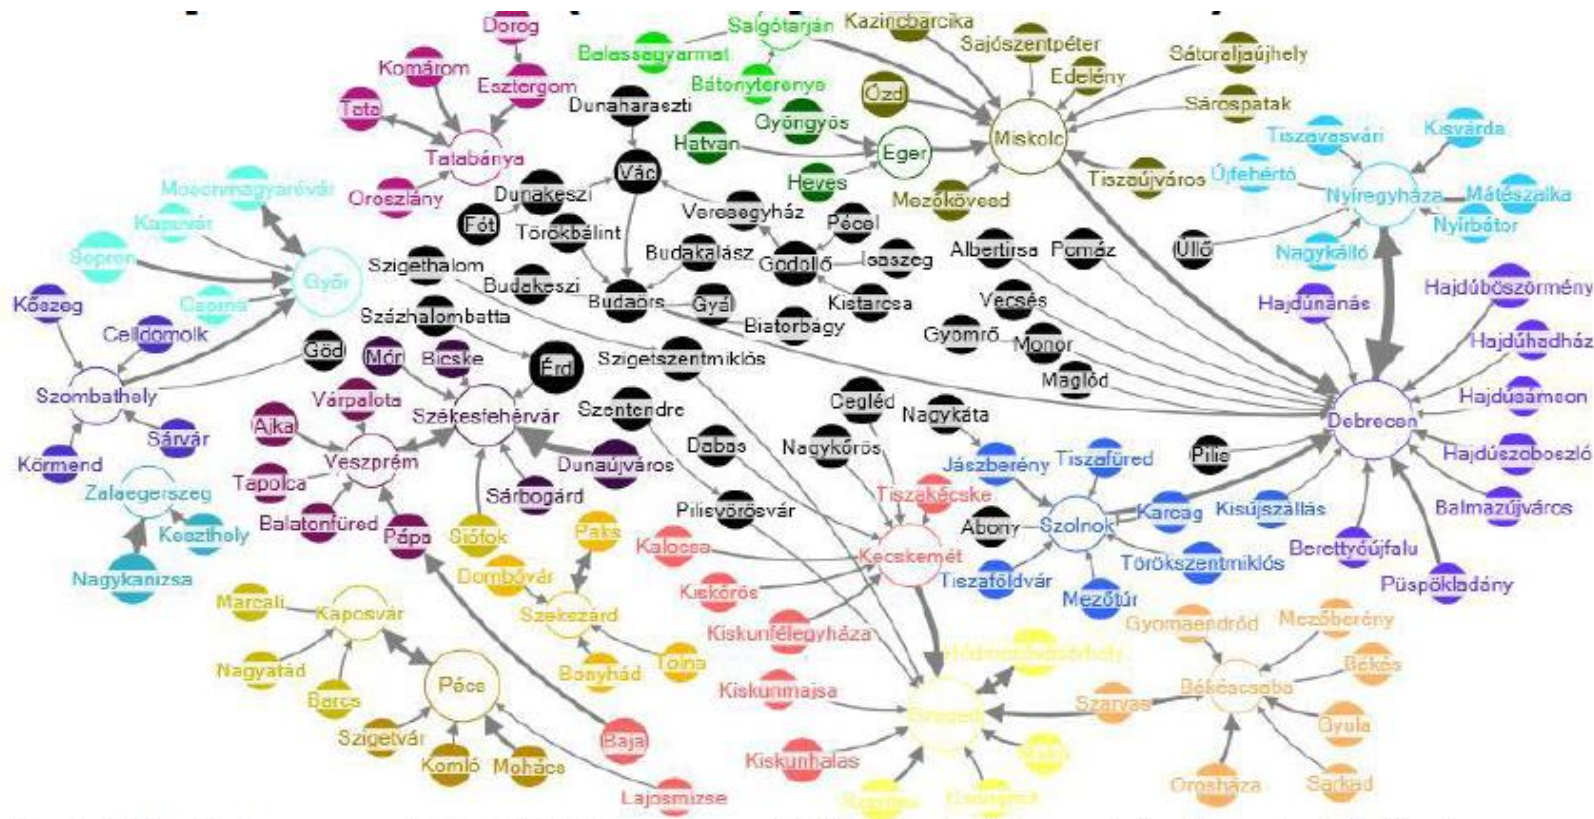 Dorog
Salgótarján
Kazincbarcika
Balassagyarmat
Sajószentpéter
Sátoraljaújhely
Komárom
Esztergom
Bátonyterenye
Edelény
Ózd
Sárospatak
Tata
Dunaharaszti
Gyöngyös
Miskolc
Tiszavasvári
Kisvárda
Hatvan
Eger
Tatabánya
Vác
Heves
Tiszaújváros
Újfehértó
Mosonmagyaróvár
Oroszlány
Dunakeszi
Mezőkövesd
Nyíregyháza
Mátészalka
Kapuvár
Fót
Törökbálint
Veresegyház
Pécel
Nyírbátor
Sopron
Szigethalom
Budakalász
Gödöllő
Isaszeg
Albertirsa
Pomáz
Üllő
Nagykálló
Győr
Budakeszi
Kőszeg
Csorna
Budaörs
Gyál
Kistarcsa
Vecsés
Hajdúnánás
Hajdúböszörmény
Százhalombatta
Biatorbágy
Celldömölk
Gyömrő
Monor
Hajdúhadház
Göd
Mór
Bicske
Érd
Szigetszentmiklós
Maglód
Szombathely
Várpalota
Székesfehérvár
Szentendre
Cegléd
Nagykáta
Hajdúsámson
Ajka
Debrecen
Sárvár
Dabas
Nagykőrös
Körmend
Veszprém
Dunaújváros
Jászberény
Tiszafüred
Pilis
Hajdúszoboszló
Zalaegerszeg
Tapolca
Sárbogárd
Tiszakécske
Pilisvörösvár
Balatonfüred
Abony
Szolnok
Karcag
Kisújszállás
Balmazújváros
Keszthely
Pápa
Siófok
Paks
Kalocsa
Kecskemét
Berettyóújfalu
Nagykanizsa
Dombóvár
Tiszaföldvár
Törökszentmiklós
Püspökladány
Marcali
Kaposvár
Szekszárd
Kiskőrös
Mezőtúr
Kiskunfélegyháza
Gyomaendrőd
Mezőberény
Nagyatád
Bonyhád
Tolna
Hódmezővásárhely
Békés
Barcs
Pécs
Kiskunmajsa
Békéscsaba
Szarvas
Szeged
Szigetvár
Baja
Gyula
Komló
Mohács
Kiskunhalas
Makó
Orosháza
Sarkad
Lajosmizse